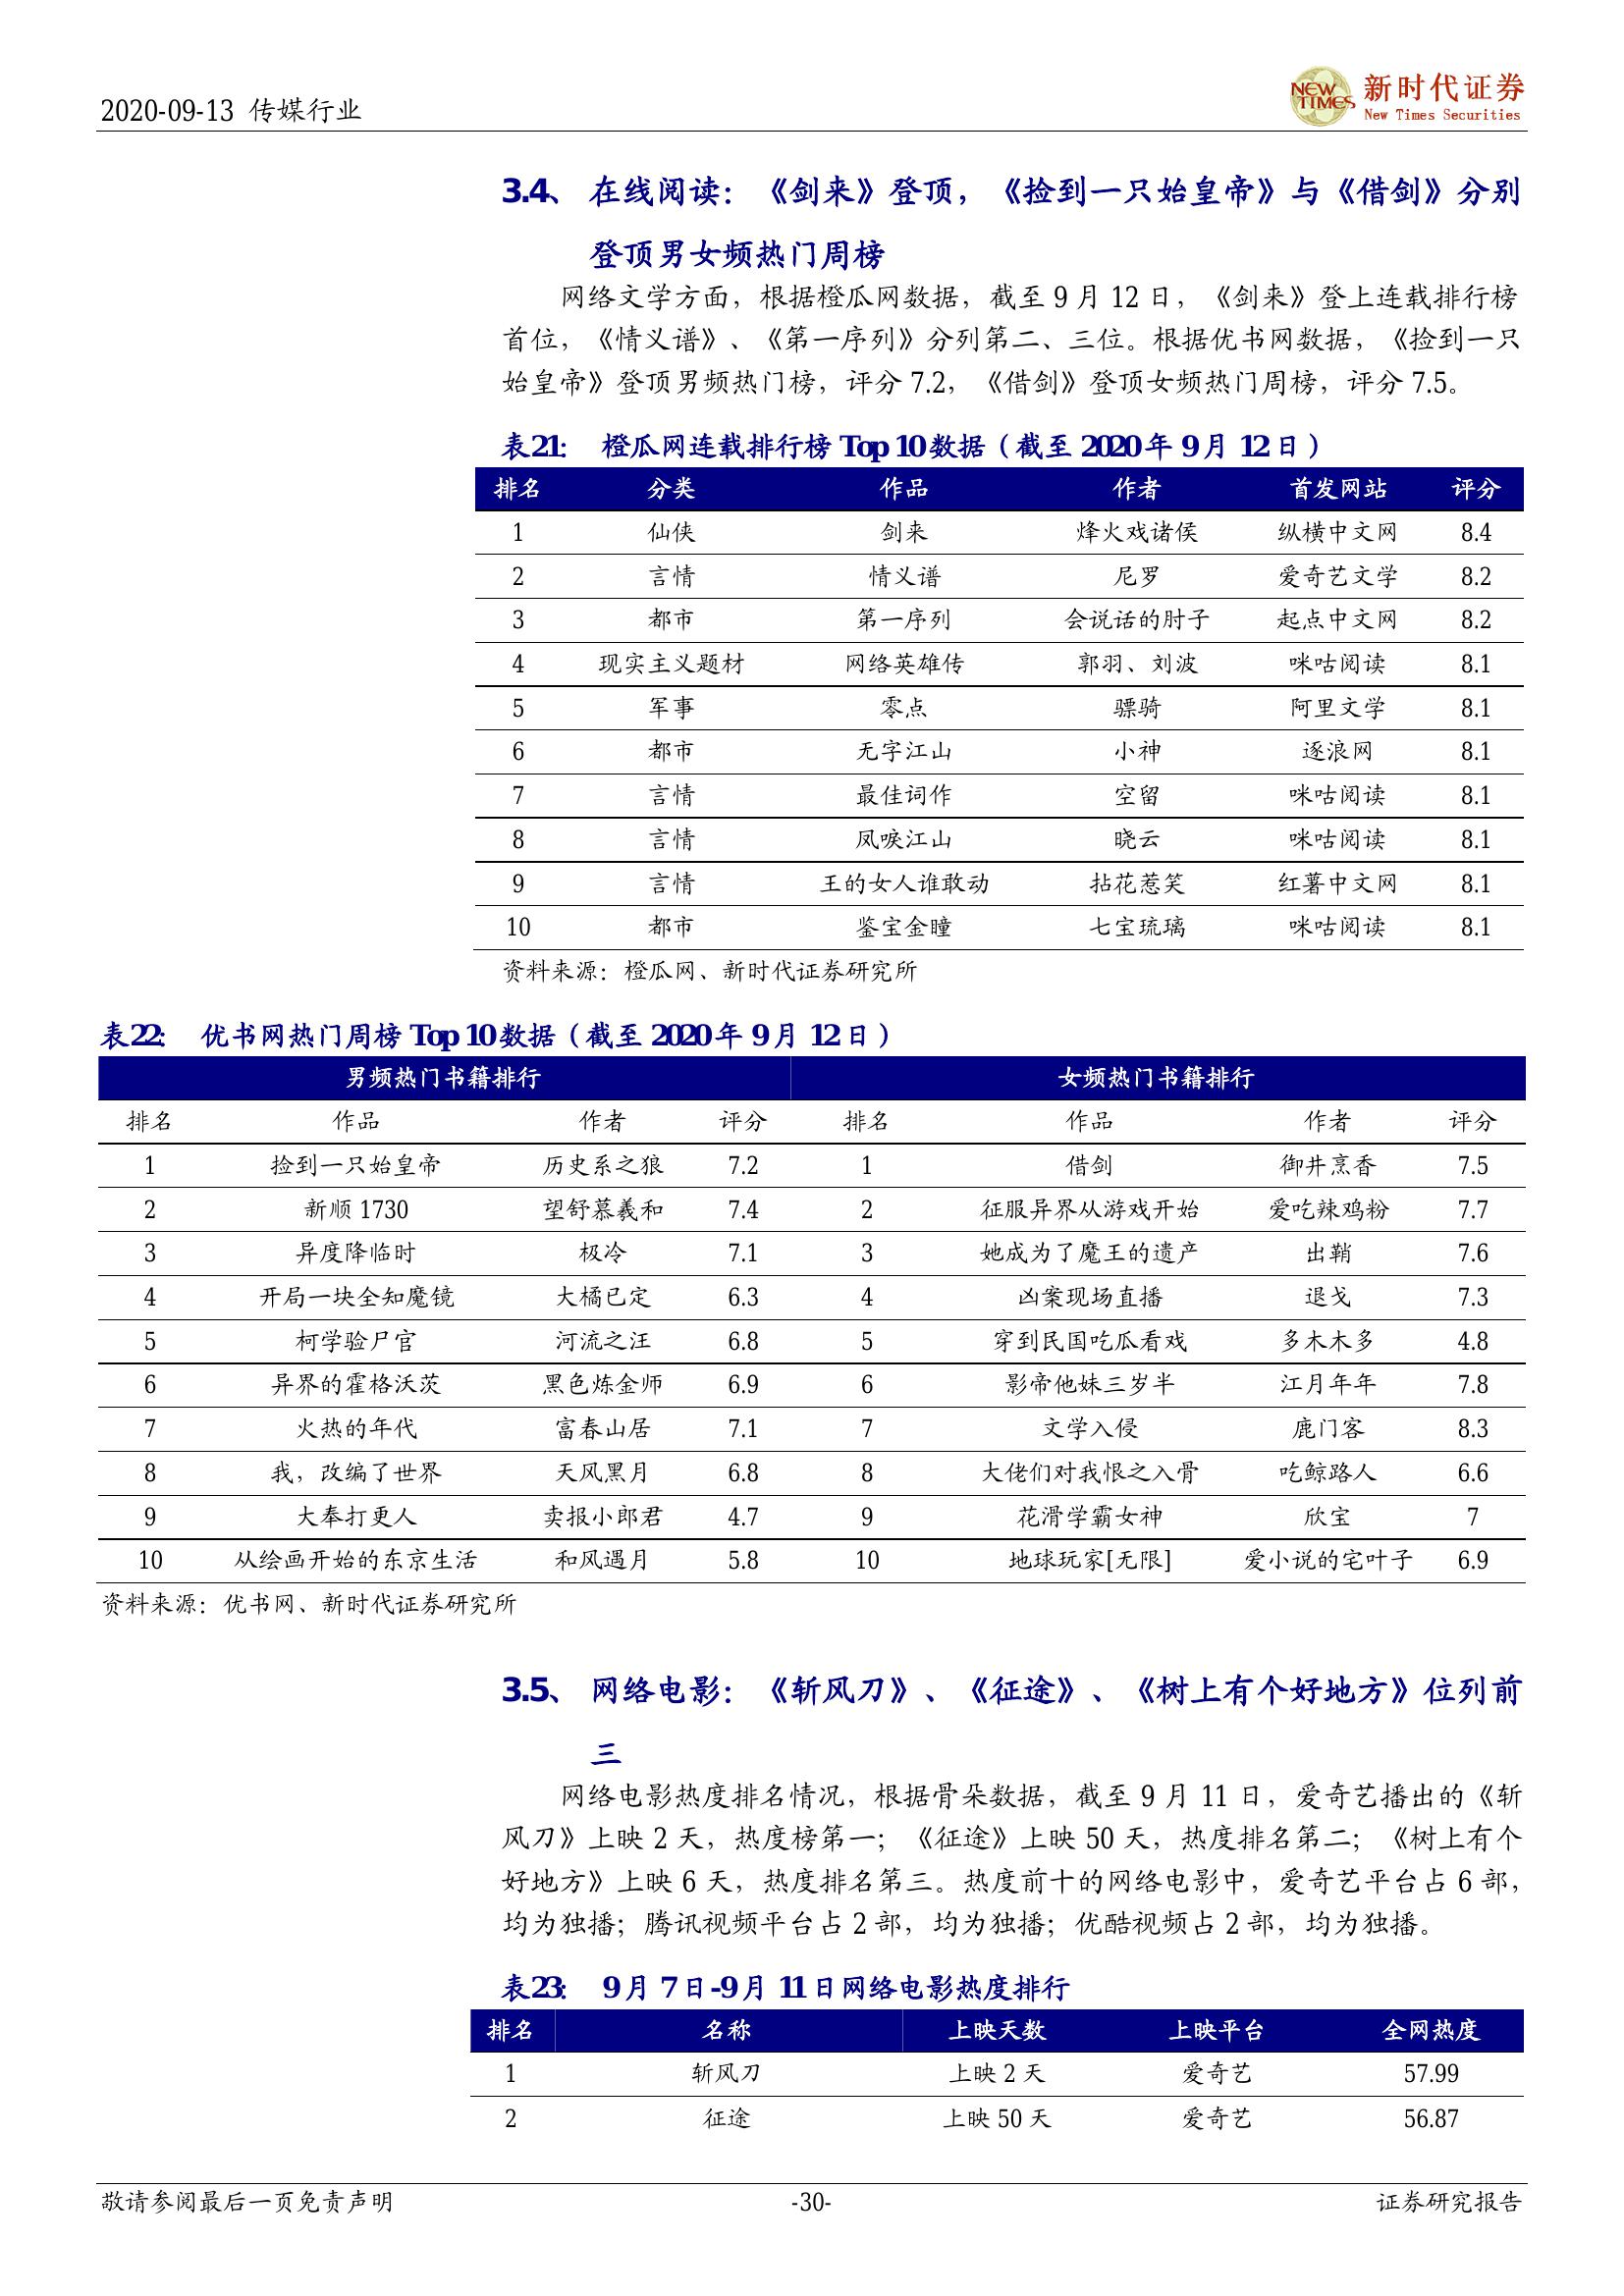 2020-09-13 传媒行业
NEW TIMES 新时代证券
New Times Securities
3.4、 在线阅读：《剑来》登顶，《捡到一只始皇帝》与《借剑》分别
登顶男女频热门周榜
网络文学方面，根据橙瓜网数据，截至 9 月 12 日，《剑来》登上连载排行榜
首位，《情义谱》、《第一序列》分列第二、三位。根据优书网数据，《捡到一只
始皇帝》登顶男频热门榜，评分 7.2，《借剑》登顶女频热门周榜，评分 7.5。
表21： 橙瓜网连载排行榜 Top 10 数据（截至 2020 年 9 月 12 日）
排名 分类 作品 作者 首发网站 评分
1 仙侠 剑来 烽火戏诸侯 纵横中文网 8.4
2 言情 情义谱 尼罗 爱奇艺文学 8.2
3 都市 第一序列 会说话的肘子 起点中文网 8.2
4 现实主义题材 网络英雄传 郭羽、刘波 咪咕阅读 8.1
5 军事 零点 骠骑 阿里文学 8.1
6 都市 无字江山 小神 逐浪网 8.1
7 言情 最佳词作 空留 咪咕阅读 8.1
8 言情 凤唳江山 晓云 咪咕阅读 8.1
9 言情 王的女人谁敢动 拈花惹笑 红薯中文网 8.1
10 都市 鉴宝金瞳 七宝琉璃 咪咕阅读 8.1
资料来源：橙瓜网、新时代证券研究所
表22： 优书网热门周榜 Top 10 数据（截至 2020 年 9 月 12 日）
男频热门书籍排行 女频热门书籍排行
排名 作品 作者 评分 排名 作品 作者 评分
1 捡到一只始皇帝 历史系之狼 7.2 1 借剑 御井烹香 7.5
2 新顺 1730 望舒慕羲和 7.4 2 征服异界从游戏开始 爱吃辣鸡粉 7.7
3 异度降临时 极冷 7.1 3 她成为了魔王的遗产 出鞘 7.6
4 开局一块全知魔镜 大橘已定 6.3 4 凶案现场直播 退戈 7.3
5 柯学验尸官 河流之汪 6.8 5 穿到民国吃瓜看戏 多木木多 4.8
6 异界的霍格沃茨 黑色炼金师 6.9 6 影帝他妹三岁半 江月年年 7.8
7 火热的年代 富春山居 7.1 7 文学入侵 鹿门客 8.3
8 我，改编了世界 天风黑月 6.8 8 大佬们对我恨之入骨 吃鲸路人 6.6
9 大奉打更人 卖报小郎君 4.7 9 花滑学霸女神 欣宝 7
10 从绘画开始的东京生活 和风遇月 5.8 10 地球玩家[无限] 爱小说的宅叶子 6.9
资料来源：优书网、新时代证券研究所
3.5、 网络电影：《斩风刀》、《征途》、《树上有个好地方》位列前
三
网络电影热度排名情况，根据骨朵数据，截至 9 月 11 日，爱奇艺播出的《斩
风刀》上映 2 天，热度榜第一；《征途》上映 50 天，热度排名第二；《树上有个
好地方》上映 6 天，热度排名第三。热度前十的网络电影中，爱奇艺平台占 6 部，
均为独播；腾讯视频平台占 2 部，均为独播；优酷视频占 2 部，均为独播。
表23： 9 月 7 日-9 月 11 日网络电影热度排行
排名 名称 上映天数 上映平台 全网热度
1 斩风刀 上映 2 天 爱奇艺 57.99
2 征途 上映 50 天 爱奇艺 56.87
敬请参阅最后一页免责声明 -30- 证券研究报告